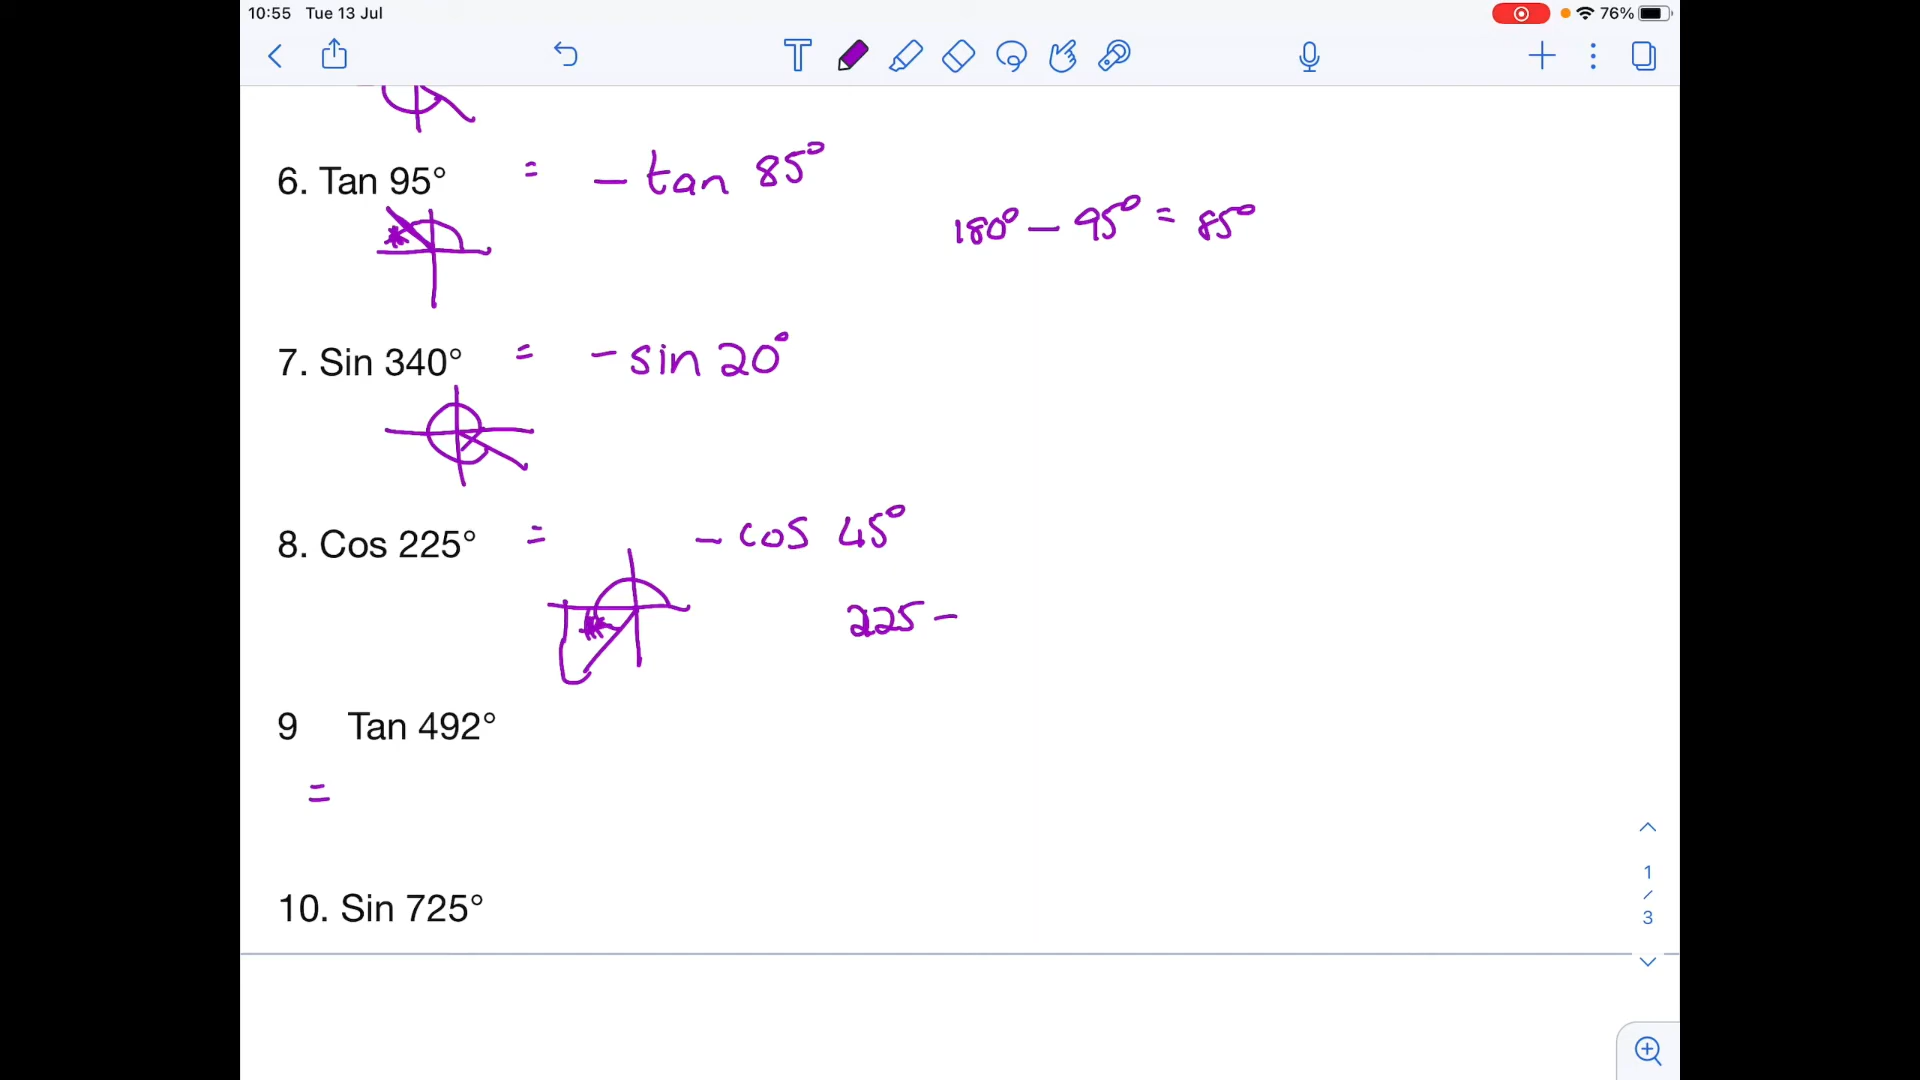 10:55 Tue 13 Jul
76%
6. Tan 95° = - tan 85°
180° - 95° = 85°
7. Sin 340° = - sin 20°
8. Cos 225° = - cos 45°
225 -
9 Tan 492°
=
10. Sin 725°
1
/
3